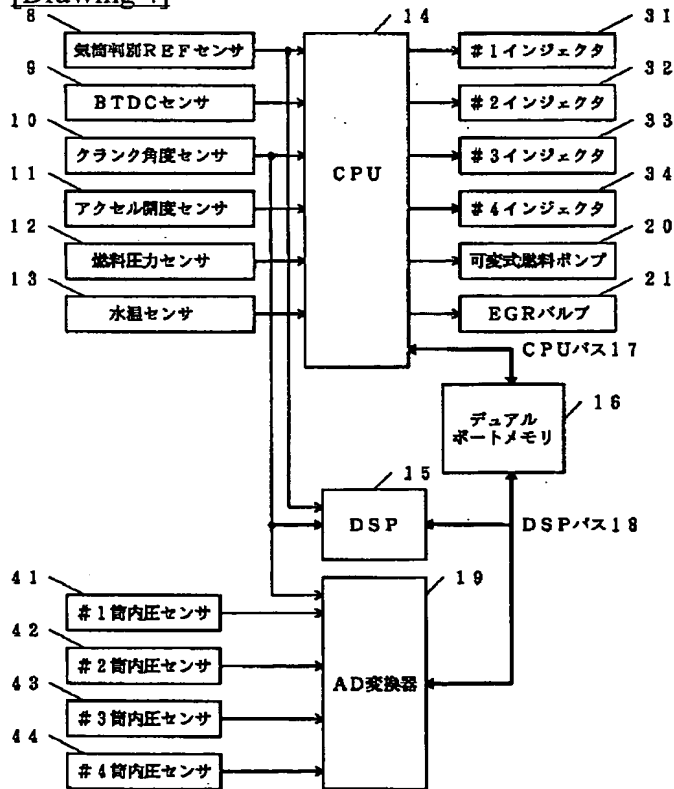 [Drawing 4]
8
気筒判別REFセンサ
9
BTDCセンサ
10
クランク角度センサ
11
アクセル開度センサ
12
燃料圧力センサ
13
水温センサ
14
CPU
31
#1インジェクタ
32
#2インジェクタ
33
#3インジェクタ
34
#4インジェクタ
20
可変式燃料ポンプ
21
EGRバルブ
CPUバス17
16
デュアル
ポートメモリ
15
DSP
DSPバス18
41
#1筒内圧センサ
42
#2筒内圧センサ
43
#3筒内圧センサ
44
#4筒内圧センサ
19
AD変換器